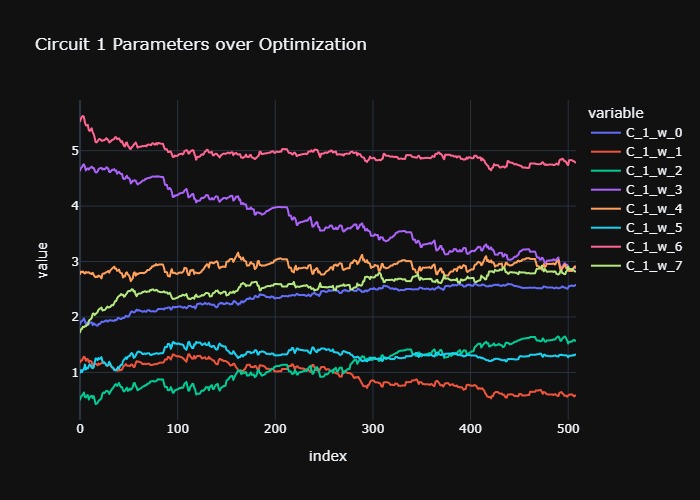 Circuit 1 Parameters over Optimization
variable
C_1_w_0
C_1_w_1
C_1_w_2
C_1_w_3
C_1_w_4
C_1_w_5
C_1_w_6
C_1_w_7
value
5
4
3
2
1
0 100 200 300 400 500
index